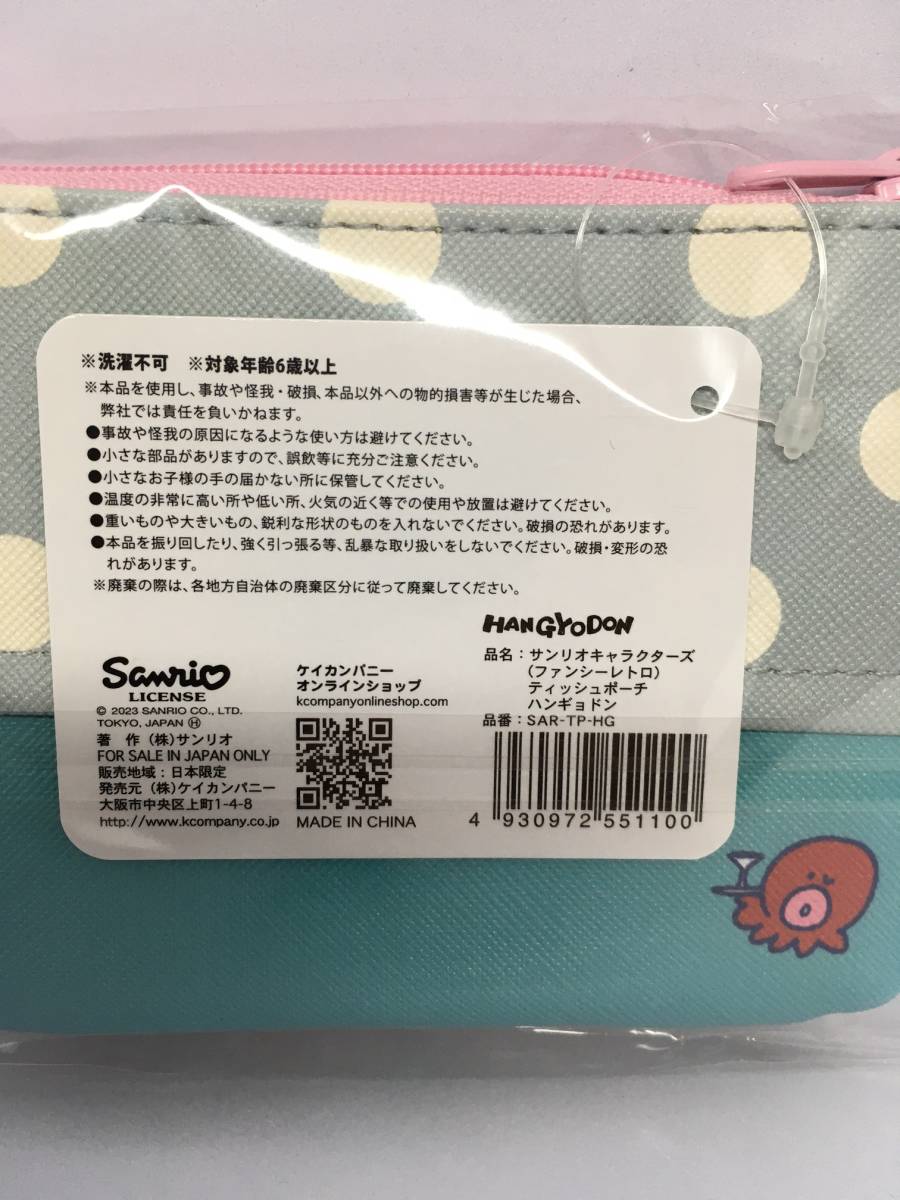 ※洗濯不可 ※対象年齢6歳以上
※本品を使用し、事故や怪我・破損、本品以外への物的損害等が生じた場合、
弊社では責任を負いかねます。
●事故や怪我の原因になるような使い方は避けてください。
●小さな部品がありますので、誤飲等に充分ご注意ください。
●小さなお子様の手の届かない所に保管してください。
●温度の非常に高い所や低い所、火気の近く等での使用や放置は避けてください。
●重いものや大きいもの、鋭利な形状のものを入れないでください。破損の恐れがあります。
●本品を振り回したり、強く引っ張る等、乱暴な取り扱いをしないでください。破損・変形の恐
れがあります。
※廃棄の際は、各地方自治体の廃棄区分に従って廃棄してください。
Sanrio
LICENSE
© 2023 SANRIO CO., LTD.
TOKYO, JAPAN Ⓗ
著 作 (株)サンリオ
FOR SALE IN JAPAN ONLY
販売地域:日本限定
発売元 (株)ケイカンパニー
大阪市中央区上町1-4-8
http://www.kcompany.co.jp
ケイカンパニー
オンラインショップ
kcompanyonlineshop.com
MADE IN CHINA
HANGYODON
品名:サンリオキャラクターズ
(ファンシーレトロ)
ティッシュポーチ
ハンギョドン
品番:SAR-TP-HG
4 930972 551100